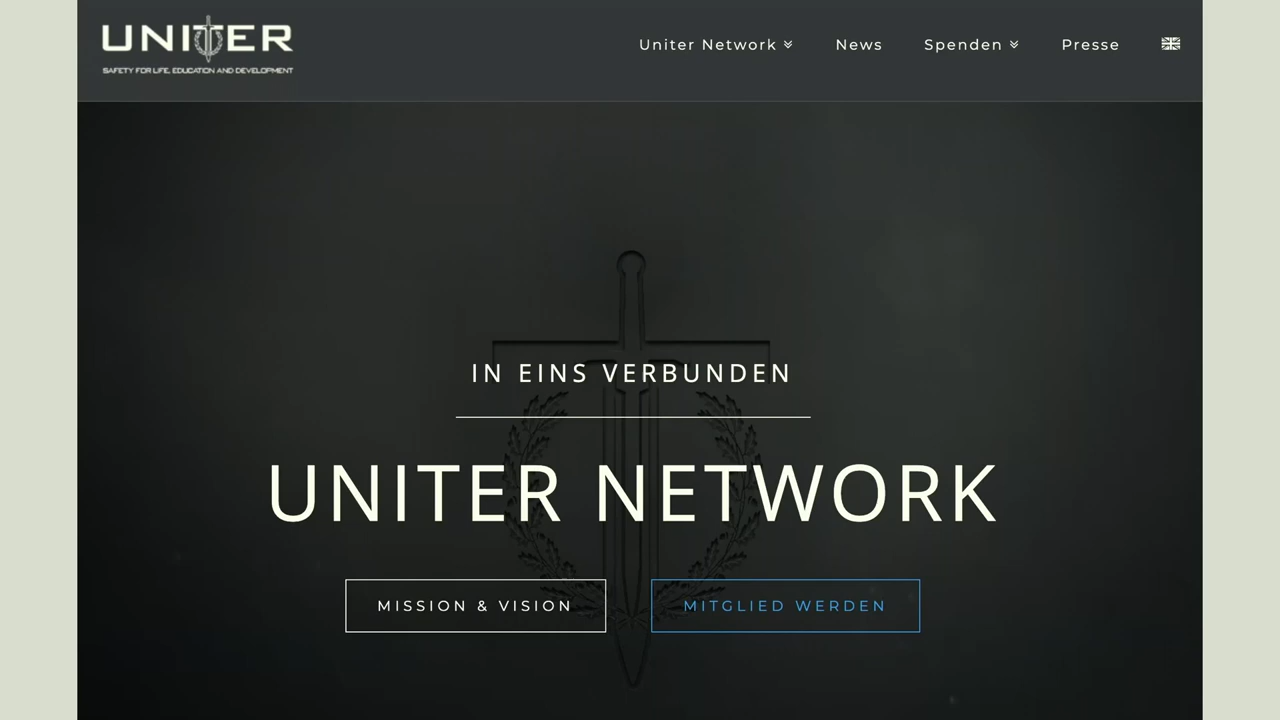 UNITER
SAFETY FOR LIFE, EDUCATION AND DEVELOPMENT
Uniter Network News Spenden Presse
IN EINS VERBUNDEN
UNITER NETWORK
MISSION & VISION MITGLIED WERDEN